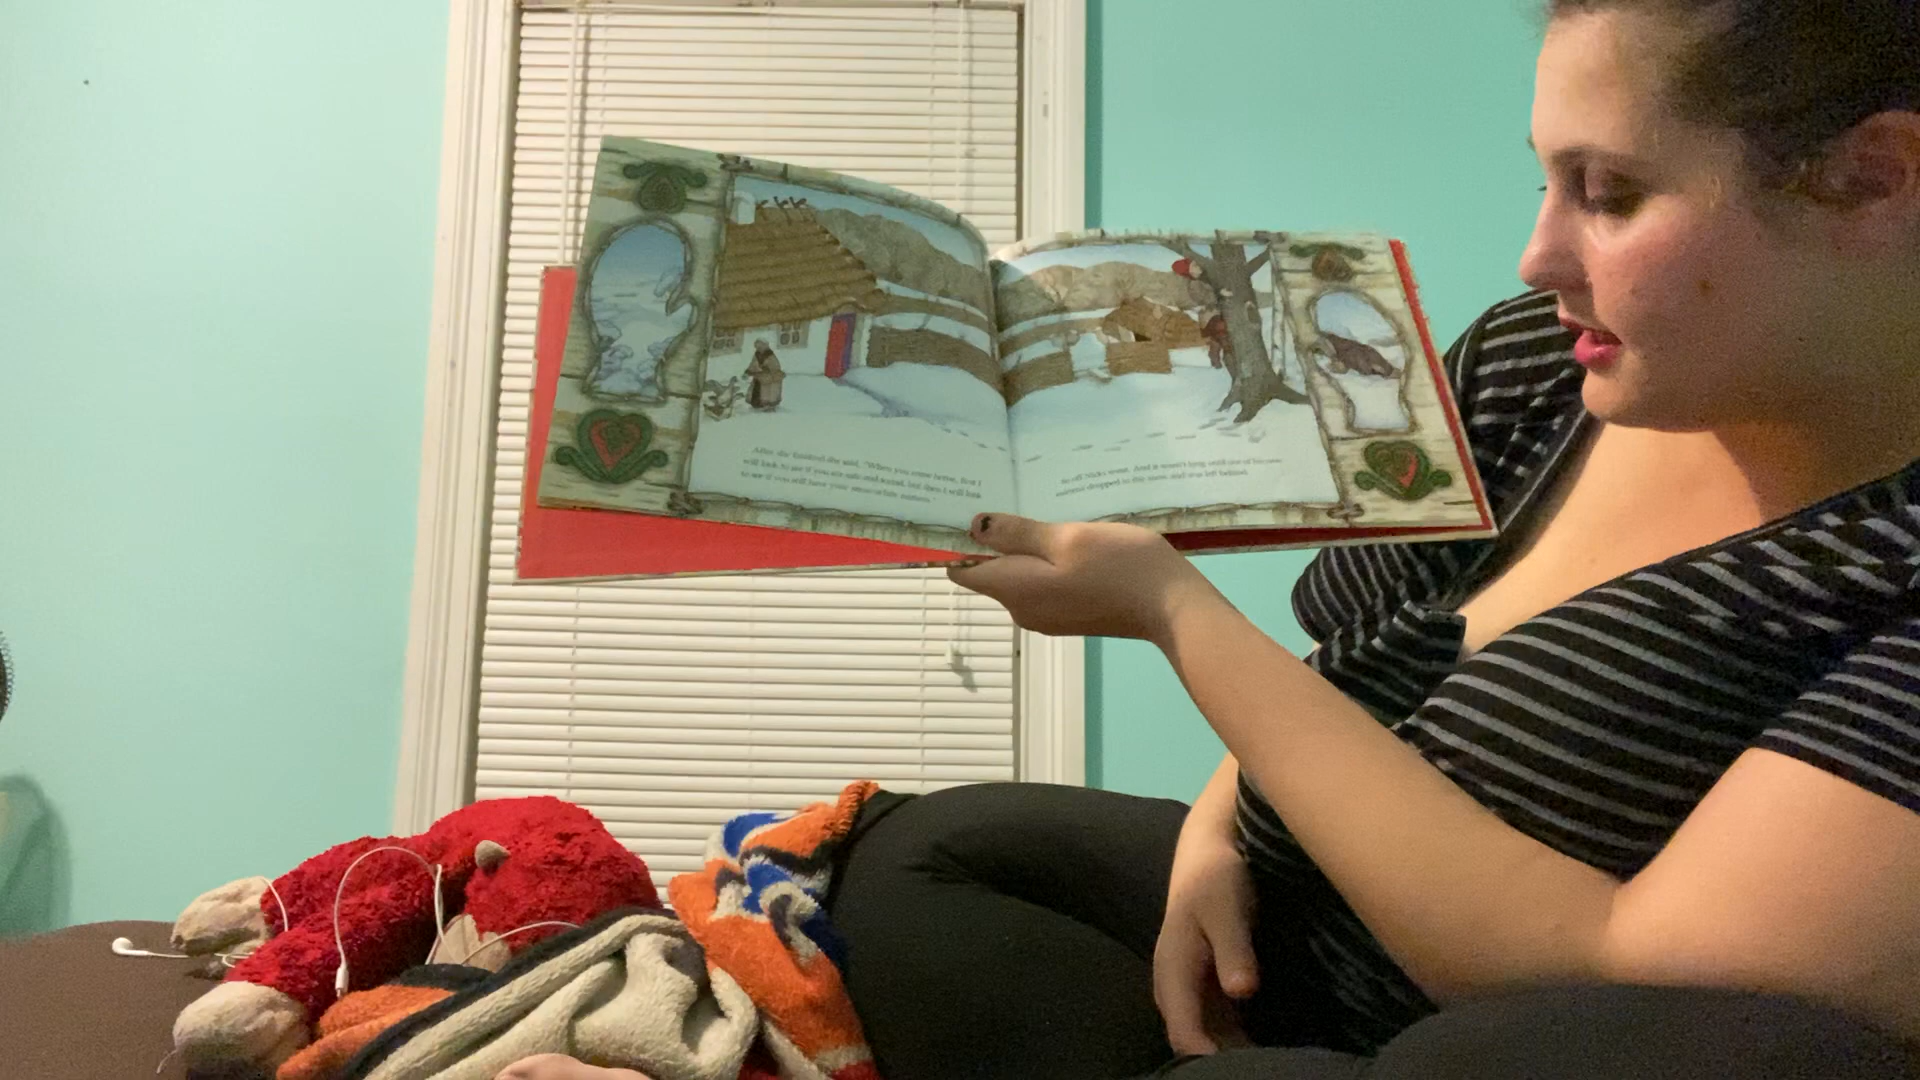 After she finished she said, "When you come home, first I
will look to see if you are safe and sound, but then I will look
to see if you still have your snow-white mittens."
So off Nicki went. And it wasn't long until one of his new
mittens dropped in the snow and was left behind.